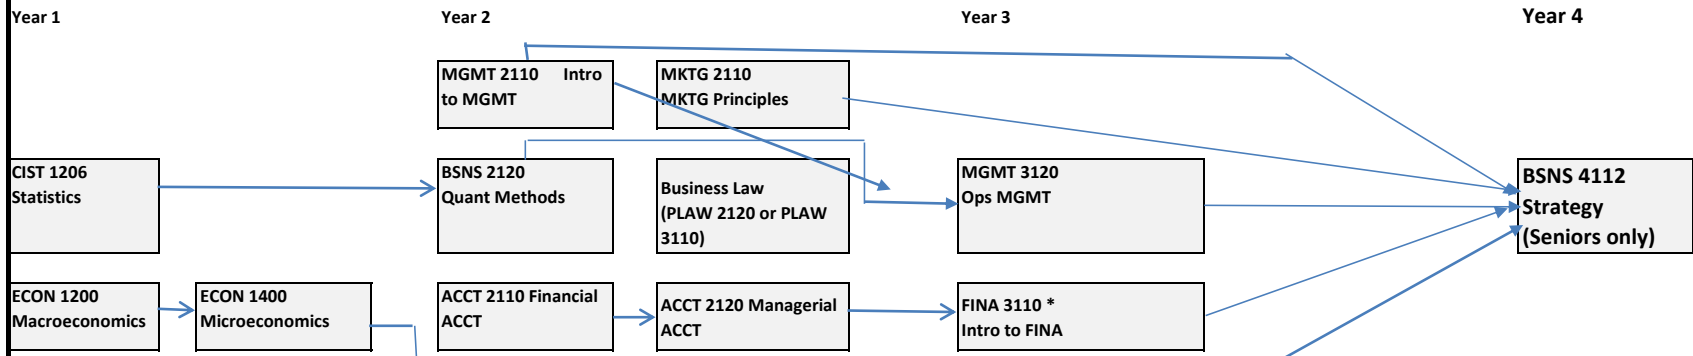 Year 1
Year 2
Year 3
Year 4
MGMT 2110 Intro
to MGMT
MKTG 2110
MKTG Principles
CIST 1206
Statistics
BSNS 2120
Quant Methods
Business Law
(PLAW 2120 or PLAW
3110)
MGMT 3120
Ops MGMT
BSNS 4112
Strategy
(Seniors only)
ECON 1200
Macroeconomics
ECON 1400
Microeconomics
ACCT 2110 Financial
ACCT
ACCT 2120 Managerial
ACCT
FINA 3110 *
Intro to FINA